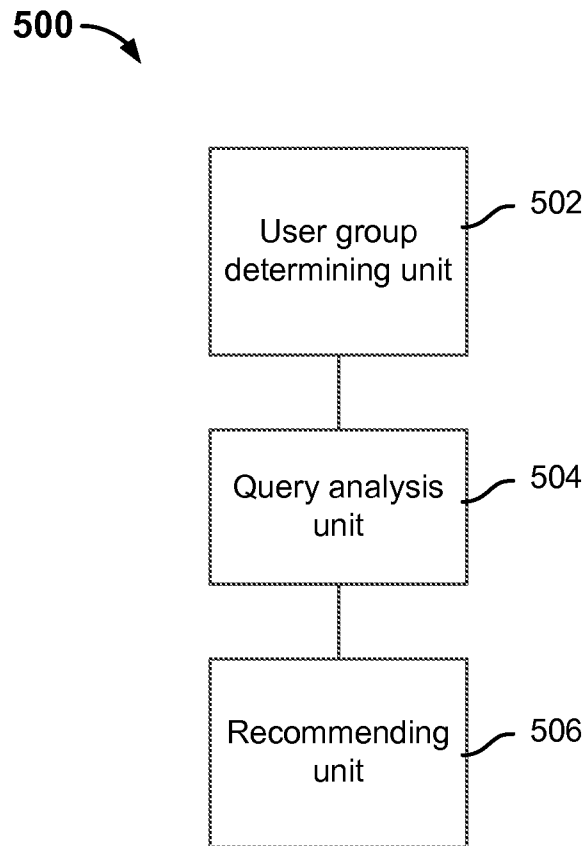 500
User group
determining unit
502
Query analysis
unit
504
Recommending
unit
506